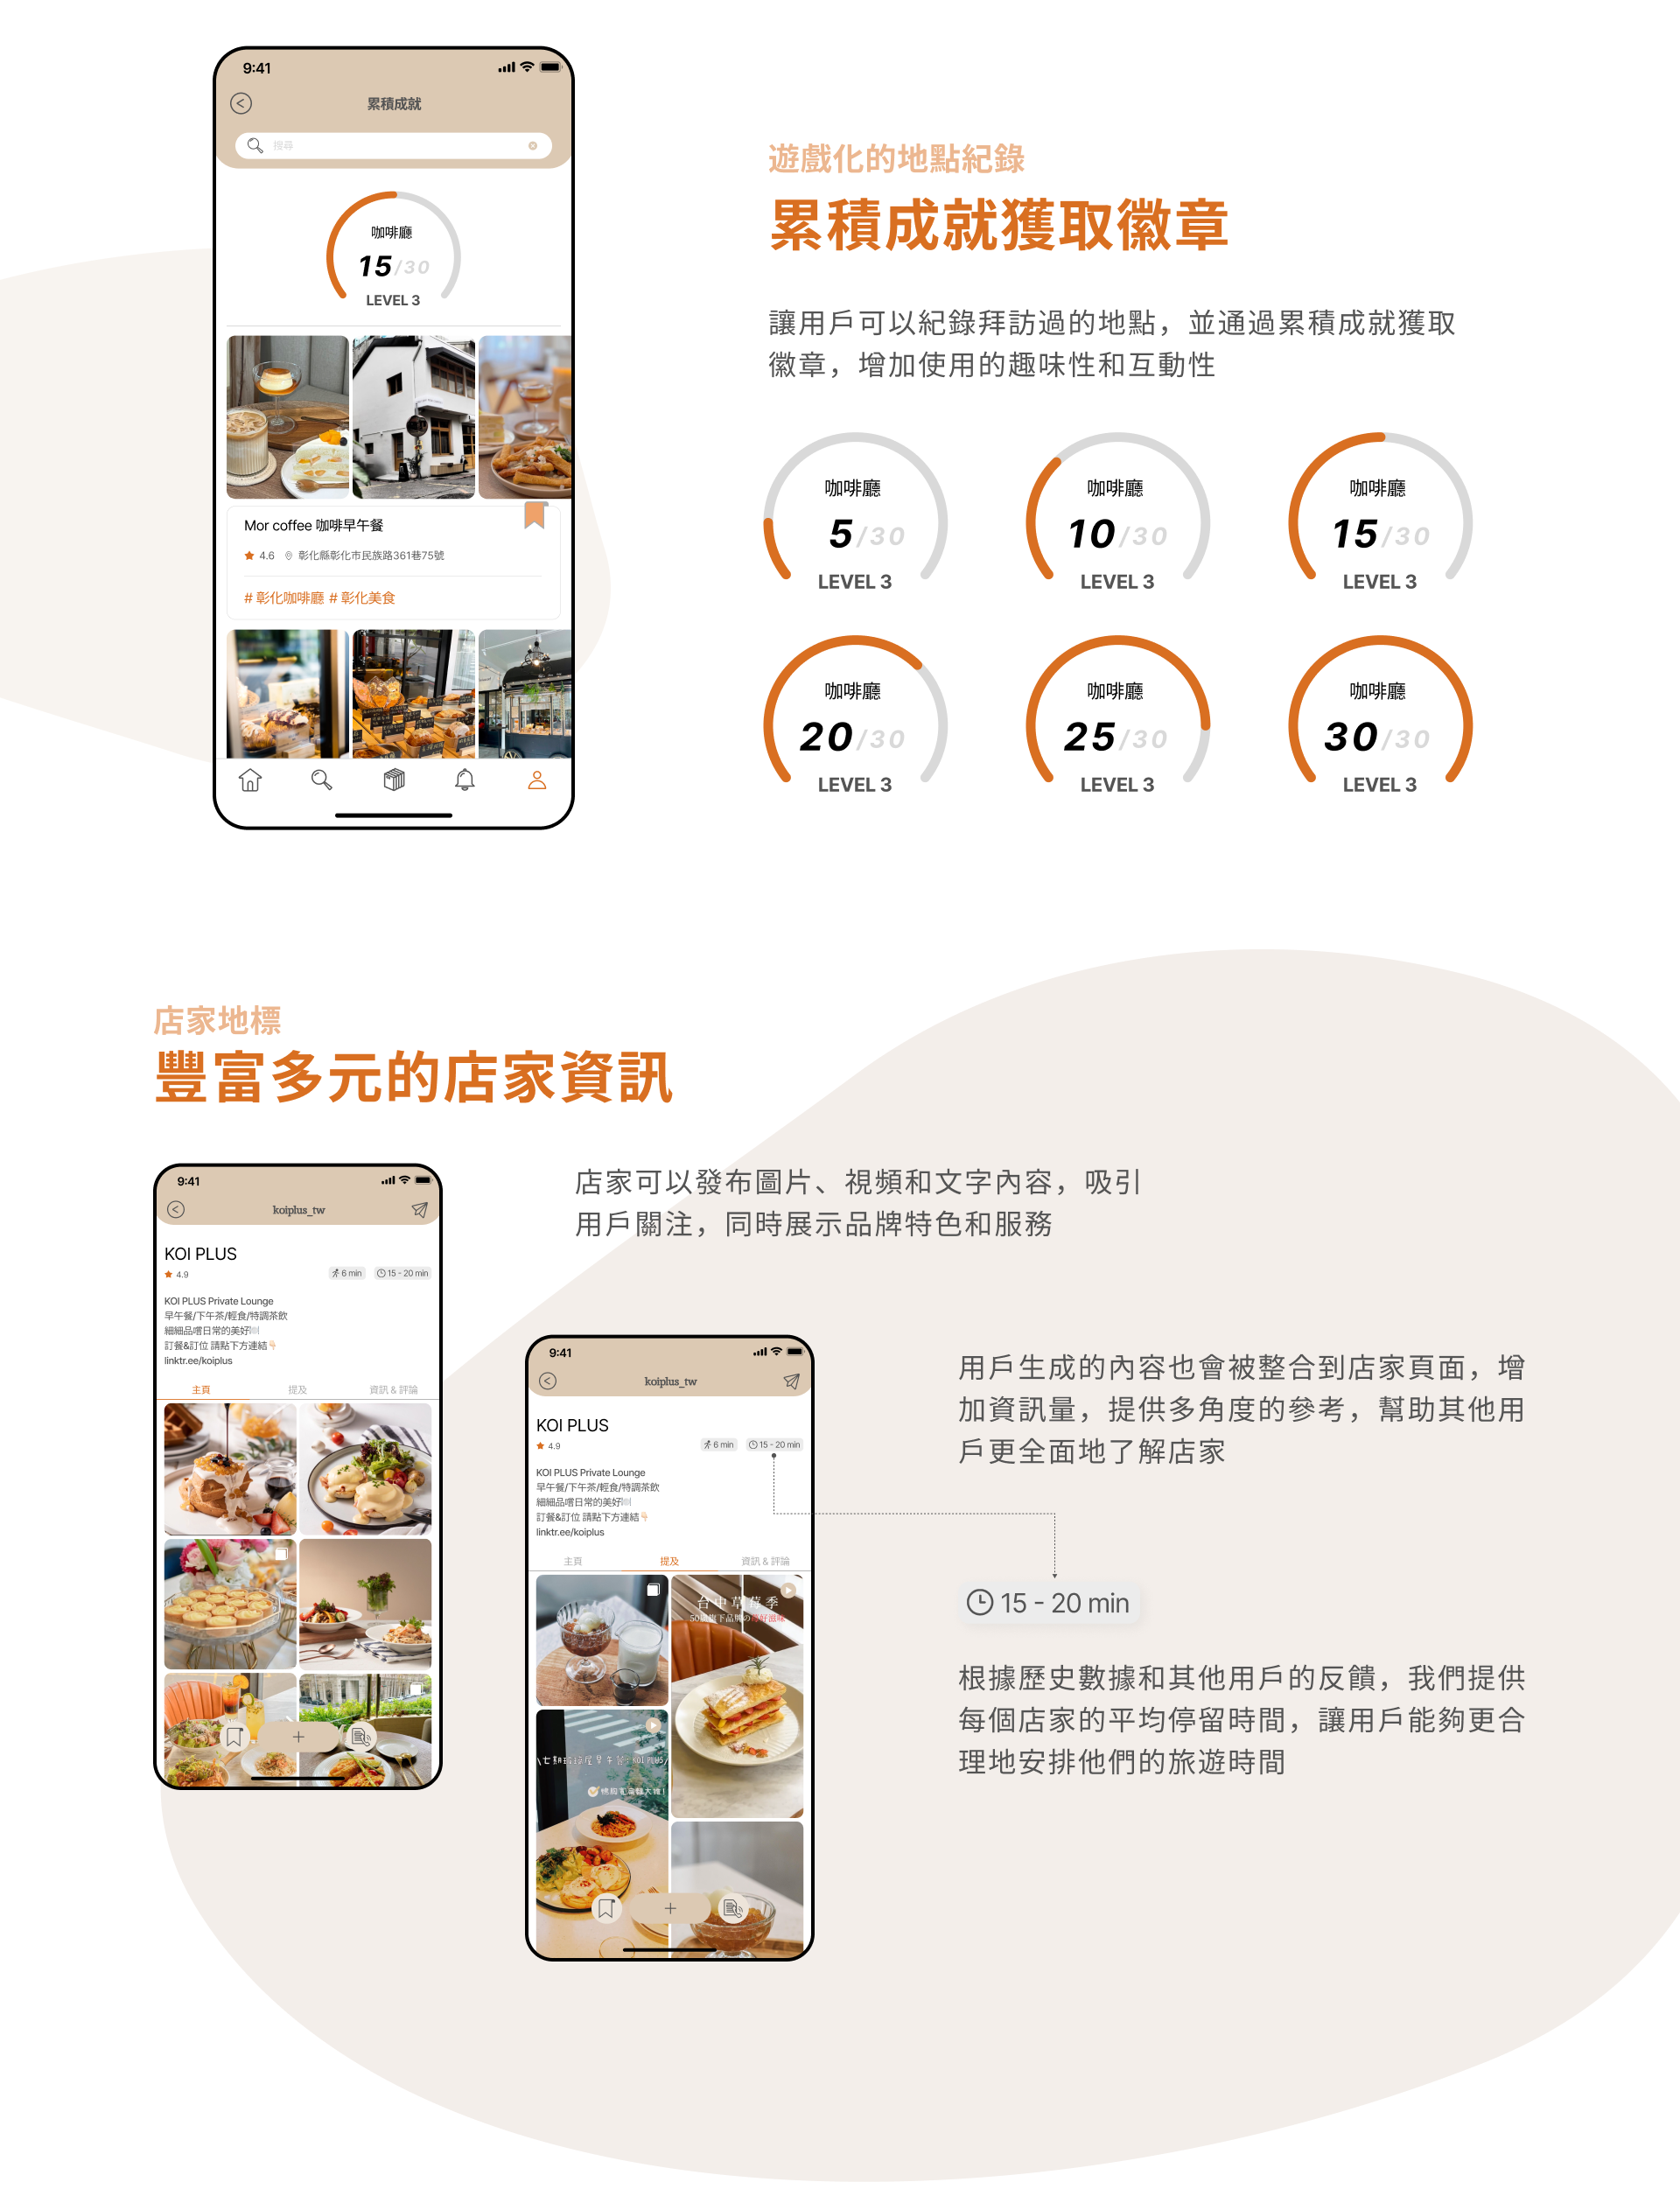 9:41
累積成就
搜尋
咖啡廳
15/30
LEVEL 3
Mor coffee 咖啡早午餐
4.6 彰化縣彰化市民族路361巷75號
# 彰化咖啡廳 # 彰化美食
遊戲化的地點紀錄
累積成就獲取徽章
讓用戶可以紀錄拜訪過的地點，並通過累積成就獲取
徽章，增加使用的趣味性和互動性
咖啡廳
5/30
LEVEL 3
咖啡廳
10/30
LEVEL 3
咖啡廳
15/30
LEVEL 3
咖啡廳
20/30
LEVEL 3
咖啡廳
25/30
LEVEL 3
咖啡廳
30/30
LEVEL 3
店家地標
豐富多元的店家資訊
9:41
koiplus_tw
KOI PLUS
4.9 6 min 15 - 20 min
KOI PLUS Private Lounge
早午餐/下午茶/輕食/特調茶飲
細細品嚐日常的美好🍽️
訂餐&訂位 請點下方連結👇🏻
linktr.ee/koiplus
主頁 提及 資訊 & 評論
+
店家可以發布圖片、視頻和文字內容，吸引
用戶關注，同時展示品牌特色和服務
9:41
koiplus_tw
KOI PLUS
4.9 6 min 15 - 20 min
KOI PLUS Private Lounge
早午餐/下午茶/輕食/特調茶飲
細細品嚐日常的美好🍽️
訂餐&訂位 請點下方連結👇🏻
linktr.ee/koiplus
主頁 提及 資訊 & 評論
台中草莓季
KOI PLUS
+
用戶生成的內容也會被整合到店家頁面，增
加資訊量，提供多角度的參考，幫助其他用
戶更全面地了解店家
15 - 20 min
根據歷史數據和其他用戶的反饋，我們提供
每個店家的平均停留時間，讓用戶能夠更合
理地安排他們的旅遊時間